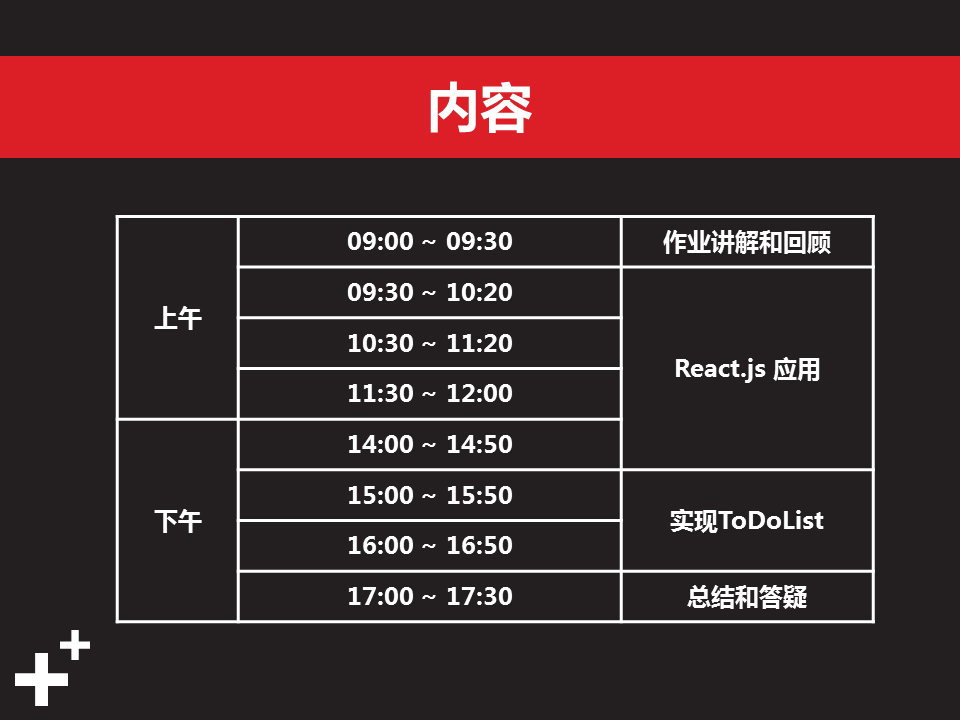 内容
上午
09:00 ~ 09:30
作业讲解和回顾
09:30 ~ 10:20
React.js 应用
10:30 ~ 11:20
11:30 ~ 12:00
下午
14:00 ~ 14:50
15:00 ~ 15:50
实现ToDoList
16:00 ~ 16:50
17:00 ~ 17:30
总结和答疑